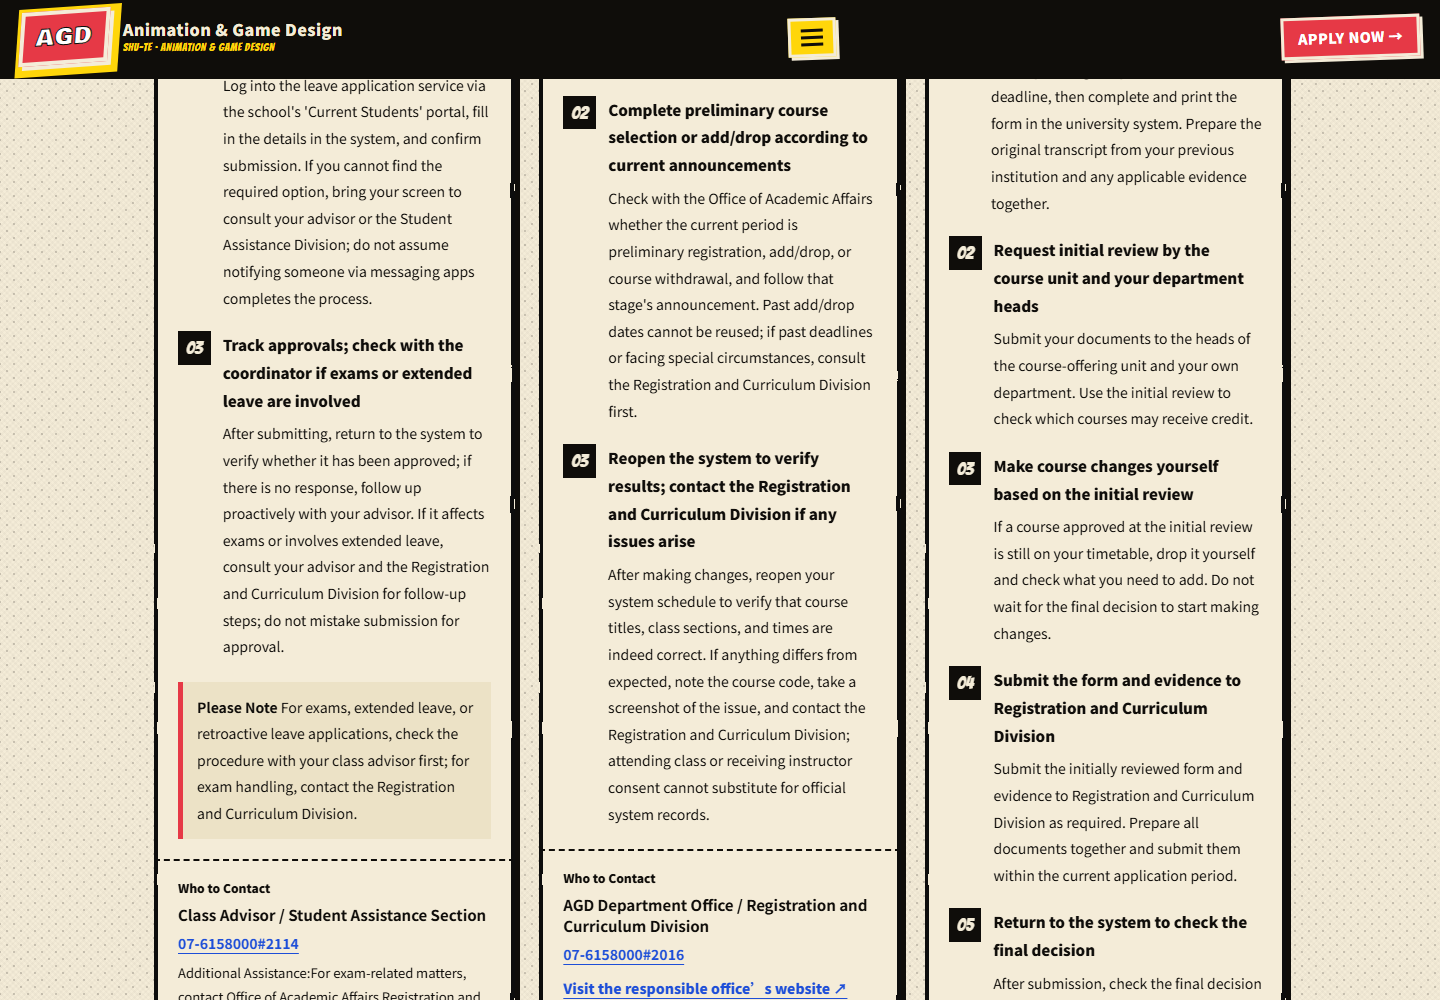 AGD
Animation & Game Design
SHU-TE · ANIMATION & GAME DESIGN
APPLY NOW →
Log into the leave application service via
the school's 'Current Students' portal, fill
in the details in the system, and confirm
submission. If you cannot find the
required option, bring your screen to
consult your advisor or the Student
Assistance Division; do not assume
notifying someone via messaging apps
completes the process.
03
Track approvals; check with the
coordinator if exams or extended
leave are involved
After submitting, return to the system to
verify whether it has been approved; if
there is no response, follow up
proactively with your advisor. If it affects
exams or involves extended leave,
consult your advisor and the Registration
and Curriculum Division for follow-up
steps; do not mistake submission for
approval.
Please Note For exams, extended leave, or
retroactive leave applications, check the
procedure with your class advisor first; for
exam handling, contact the Registration
and Curriculum Division.
Who to Contact
Class Advisor / Student Assistance Section
07-6158000#2114
Additional Assistance:For exam-related matters,
contact Office of Academic Affairs Registration and
02
Complete preliminary course
selection or add/drop according to
current announcements
Check with the Office of Academic Affairs
whether the current period is
preliminary registration, add/drop, or
course withdrawal, and follow that
stage's announcement. Past add/drop
dates cannot be reused; if past deadlines
or facing special circumstances, consult
the Registration and Curriculum Division
first.
03
Reopen the system to verify
results; contact the Registration
and Curriculum Division if any
issues arise
After making changes, reopen your
system schedule to verify that course
titles, class sections, and times are
indeed correct. If anything differs from
expected, note the course code, take a
screenshot of the issue, and contact the
Registration and Curriculum Division;
attending class or receiving instructor
consent cannot substitute for official
system records.
Who to Contact
AGD Department Office / Registration and
Curriculum Division
07-6158000#2016
Visit the responsible office’s website ↗
deadline, then complete and print the
form in the university system. Prepare the
original transcript from your previous
institution and any applicable evidence
together.
02
Request initial review by the
course unit and your department
heads
Submit your documents to the heads of
the course-offering unit and your own
department. Use the initial review to
check which courses may receive credit.
03
Make course changes yourself
based on the initial review
If a course approved at the initial review
is still on your timetable, drop it yourself
and check what you need to add. Do not
wait for the final decision to start making
changes.
04
Submit the form and evidence to
Registration and Curriculum
Division
Submit the initially reviewed form and
evidence to Registration and Curriculum
Division as required. Prepare all
documents together and submit them
within the current application period.
05
Return to the system to check the
final decision
After submission, check the final decision